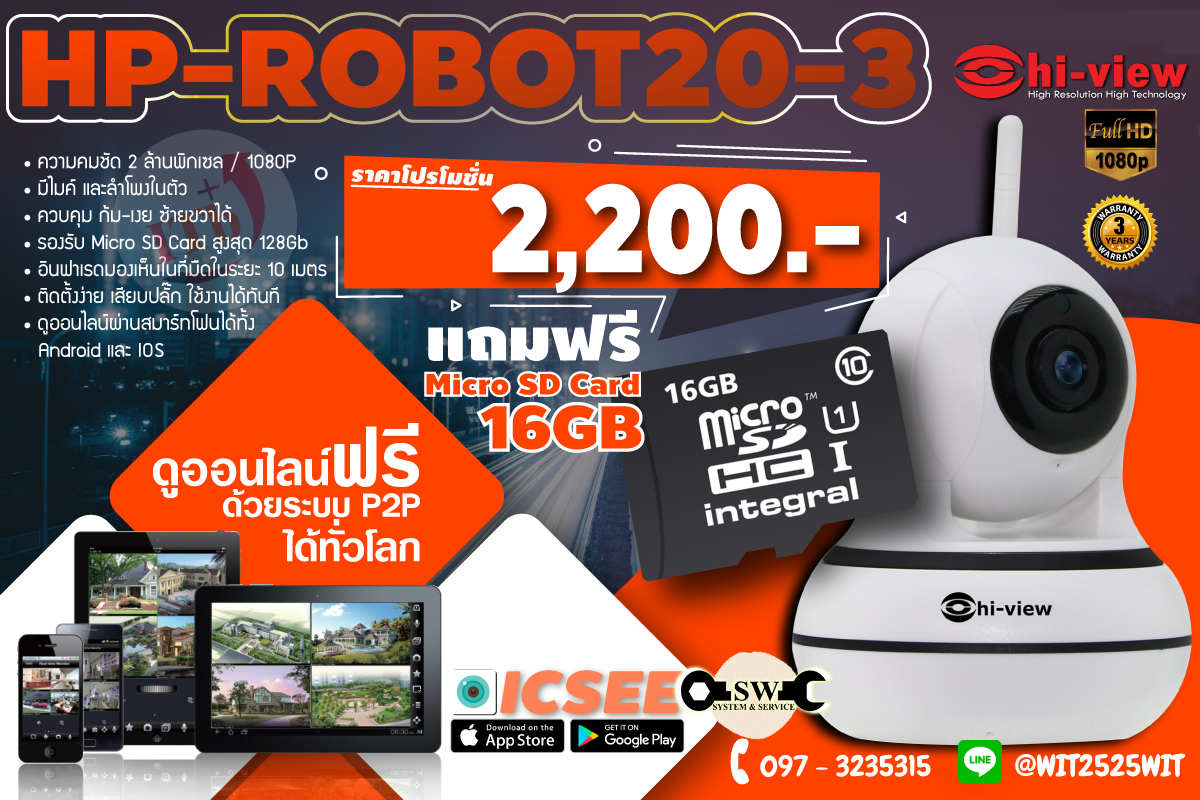 HP-ROBOT20-3
hi-view
High Resolution High Technology
Full HD
1080p
WARRANTY
3
YEARS
WARRANTY
• ความคมชัด 2 ล้านพิกเซล / 1080P
• มีไมค์ และลำโพงในตัว
• ควบคุม ก้ม-เงย ซ้ายขวาได้
• รองรับ Micro SD Card สูงสุด 128Gb
• อินฟาเรดมองเห็นในที่มืดในระยะ 10 เมตร
• ติดตั้งง่าย เสียบปลั๊ก ใช้งานได้ทันที
• ดูออนไลน์ผ่านสมาร์ทโฟนได้ทั้ง
Android และ IOS
ราคาโปรโมชั่น
2,200.-
แถมฟรี
Micro SD Card
16GB
16GB
10
micro
SD
HC I
U1
TM
integral
ดูออนไลน์ฟรี
ด้วยระบบ P2P
ได้ทั่วโลก
hi-view
ICSEE
SW
SYSTEM & SERVICE
Download on the
App Store
GET IT ON
Google Play
097 - 3235315
LINE
@WIT2525WIT